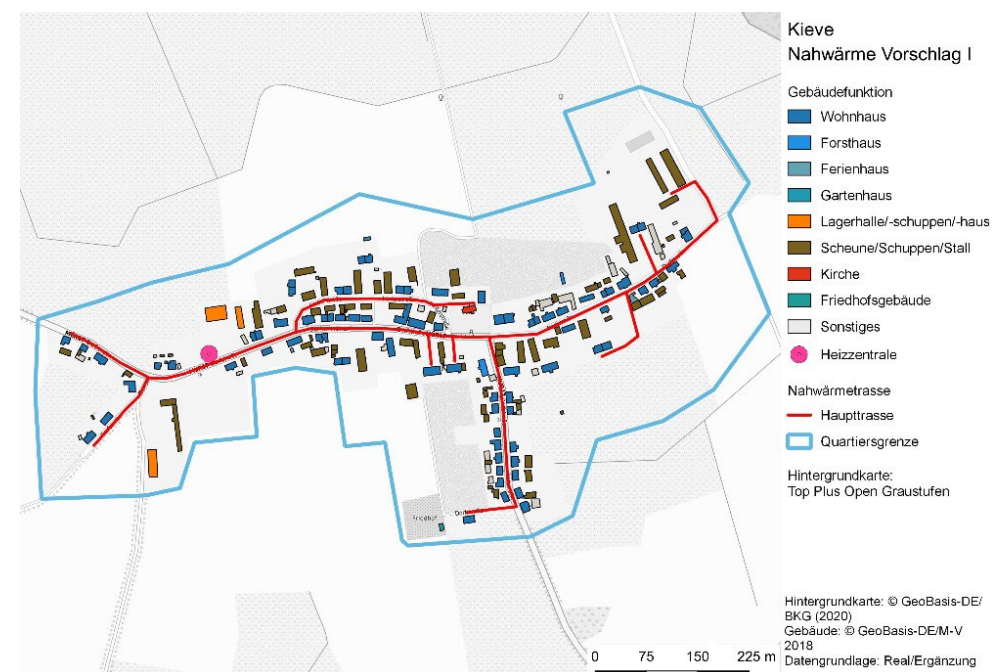 Kieve
Nahwärme Vorschlag I
Gebäudefunktion
Wohnhaus
Forsthaus
Ferienhaus
Gartenhaus
Lagerhalle/-schuppen/-haus
Scheune/Schuppen/Stall
Kirche
Friedhofsgebäude
Sonstiges
Heizzentrale
Nahwärmetrasse
Haupttrasse
Quartiersgrenze
Hintergrundkarte:
Top Plus Open Graustufen
Hintergrundkarte: © GeoBasis-DE/
BKG (2020)
Gebäude: © GeoBasis-DE/M-V
2018
Datengrundlage: Real/Ergänzung
0 75 150 225 m
Friedhof